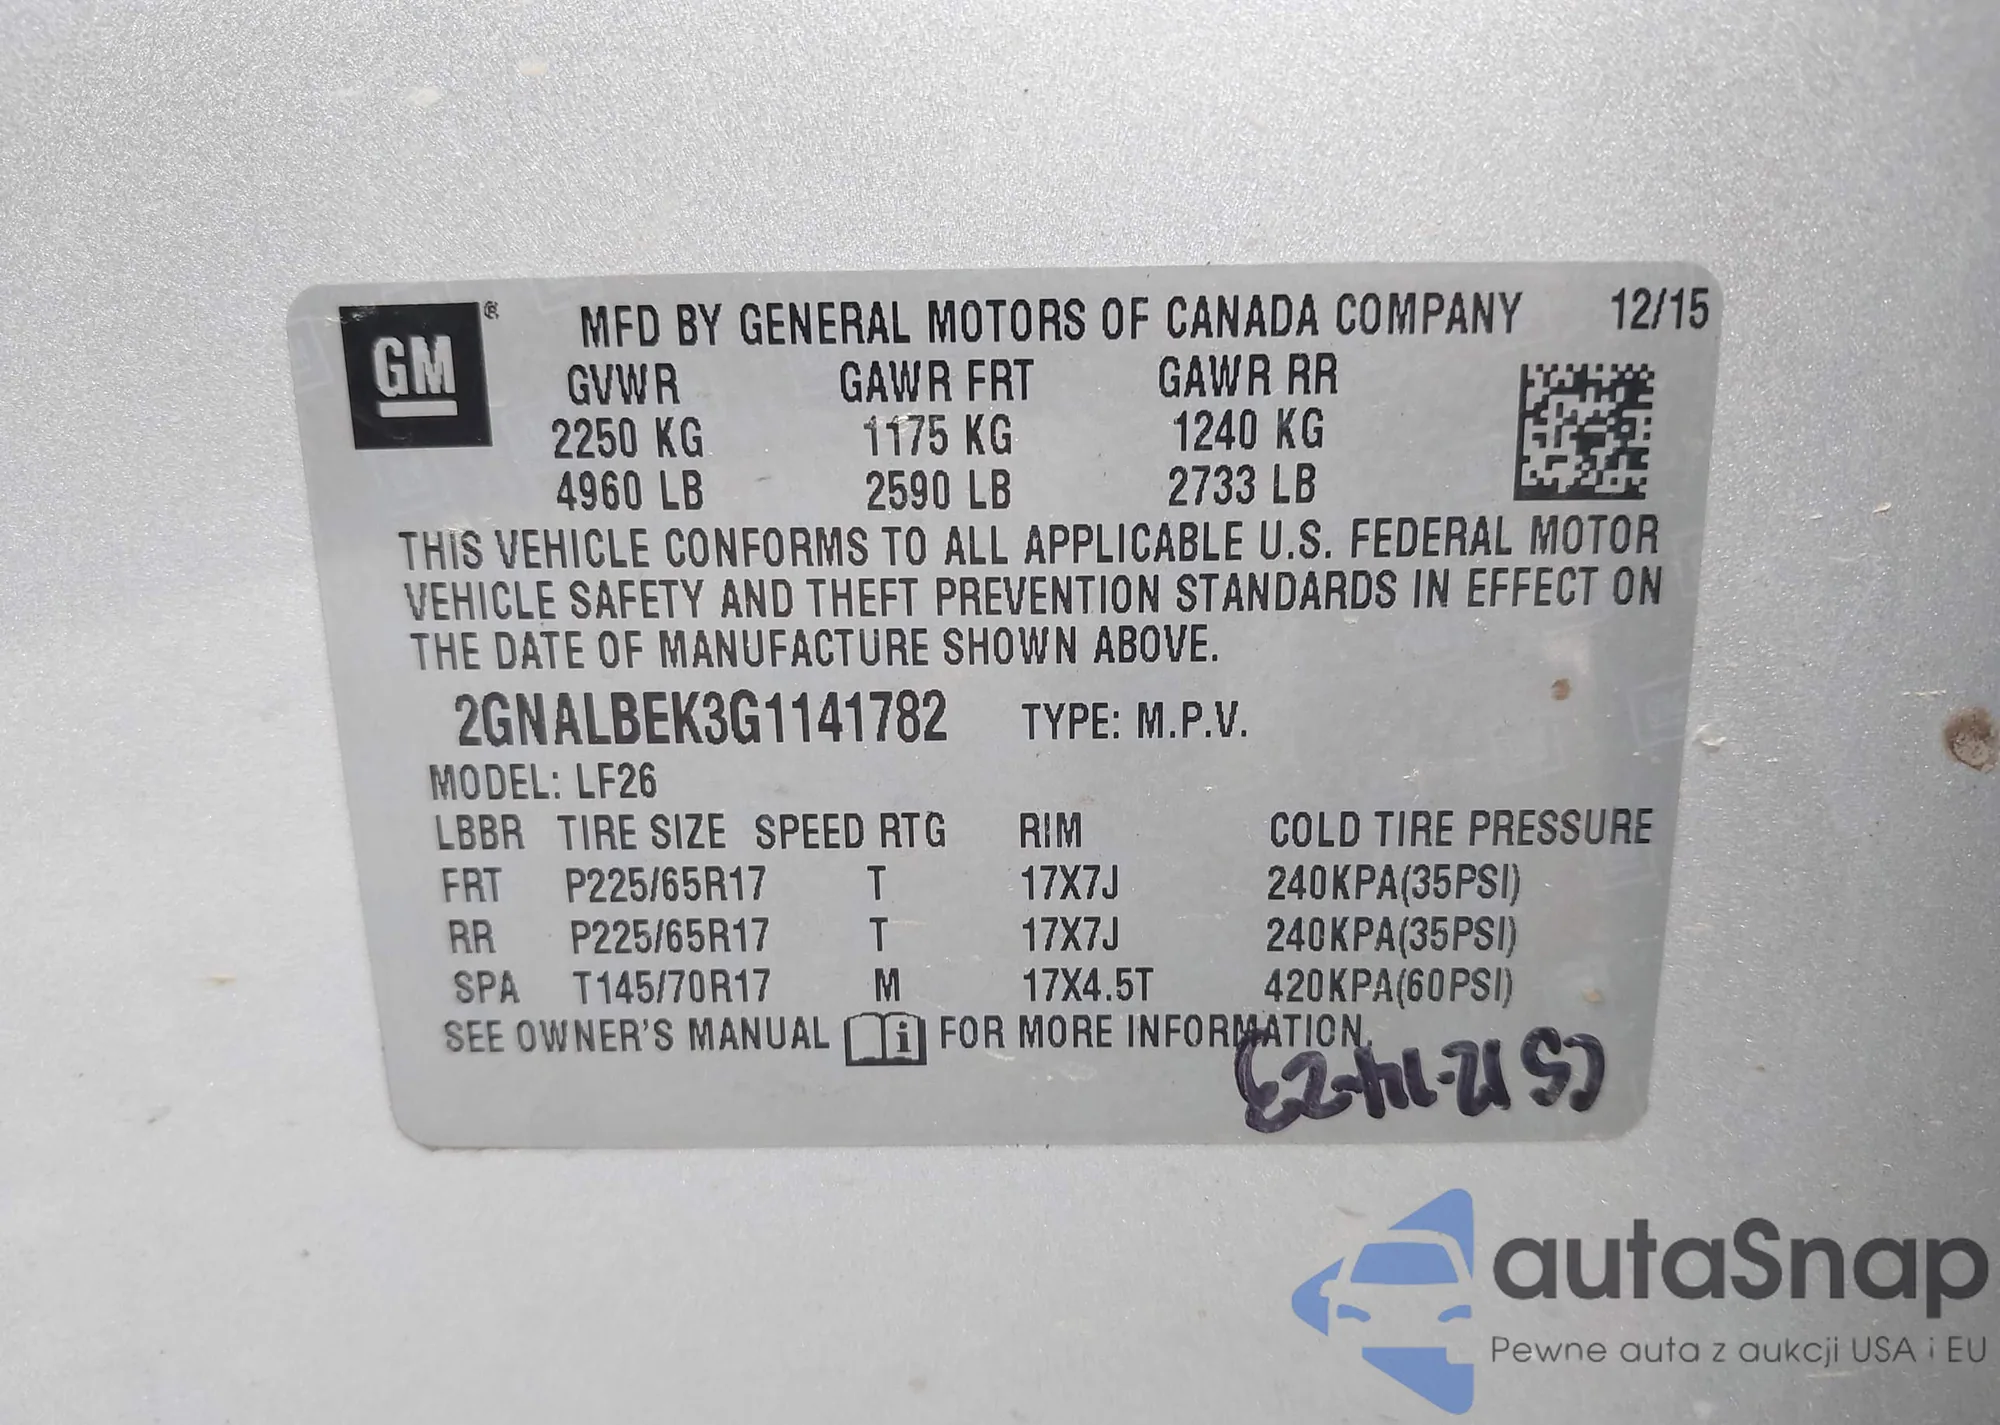 GM ® MFD BY GENERAL MOTORS OF CANADA COMPANY 12/15
GVWR GAWR FRT GAWR RR
2250 KG 1175 KG 1240 KG
4960 LB 2590 LB 2733 LB
THIS VEHICLE CONFORMS TO ALL APPLICABLE U.S. FEDERAL MOTOR
VEHICLE SAFETY AND THEFT PREVENTION STANDARDS IN EFFECT ON
THE DATE OF MANUFACTURE SHOWN ABOVE.
2GNALBEK3G1141782 TYPE: M.P.V.
MODEL: LF26
LBBR TIRE SIZE SPEED RTG RIM COLD TIRE PRESSURE
FRT P225/65R17 T 17X7J 240KPA(35PSI)
RR P225/65R17 T 17X7J 240KPA(35PSI)
SPA T145/70R17 M 17X4.5T 420KPA(60PSI)
SEE OWNER'S MANUAL i FOR MORE INFORMATION.
CS 12-14-23
autaSnap
Pewne auta z aukcji USA i EU